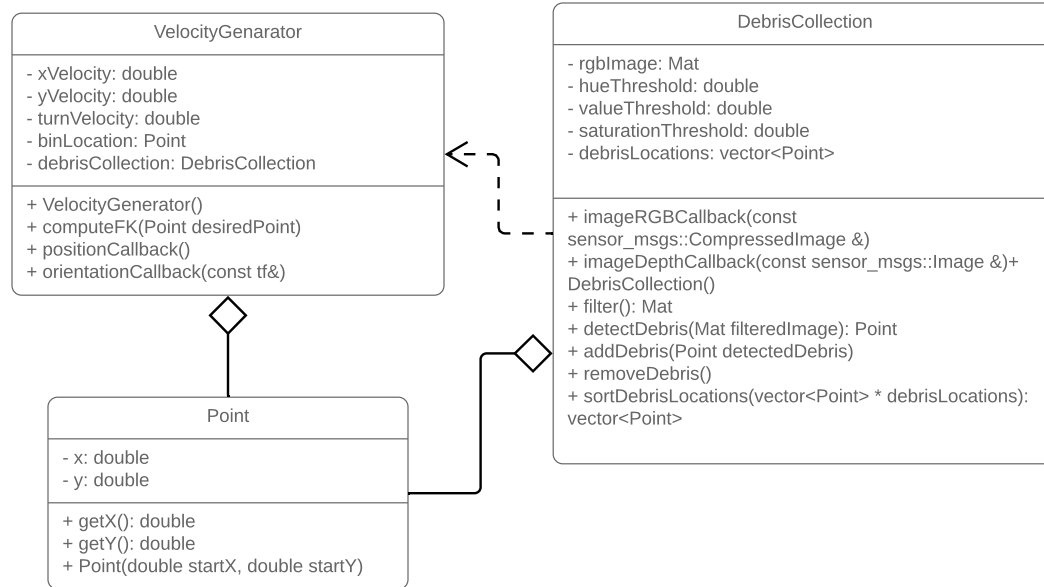 VelocityGenarator
- xVelocity: double
- yVelocity: double
- turnVelocity: double
- binLocation: Point
- debrisCollection: DebrisCollection
+ VelocityGenerator()
+ computeFK(Point desiredPoint)
+ positionCallback()
+ orientationCallback(const tf&)
DebrisCollection
- rgbImage: Mat
- hueThreshold: double
- valueThreshold: double
- saturationThreshold: double
- debrisLocations: vector<Point>
+ imageRGBCallback(const
sensor_msgs::CompressedImage &)
+ imageDepthCallback(const sensor_msgs::Image &)+
DebrisCollection()
+ filter(): Mat
+ detectDebris(Mat filteredImage): Point
+ addDebris(Point detectedDebris)
+ removeDebris()
+ sortDebrisLocations(vector<Point> * debrisLocations):
vector<Point>
Point
- x: double
- y: double
+ getX(): double
+ getY(): double
+ Point(double startX, double startY)